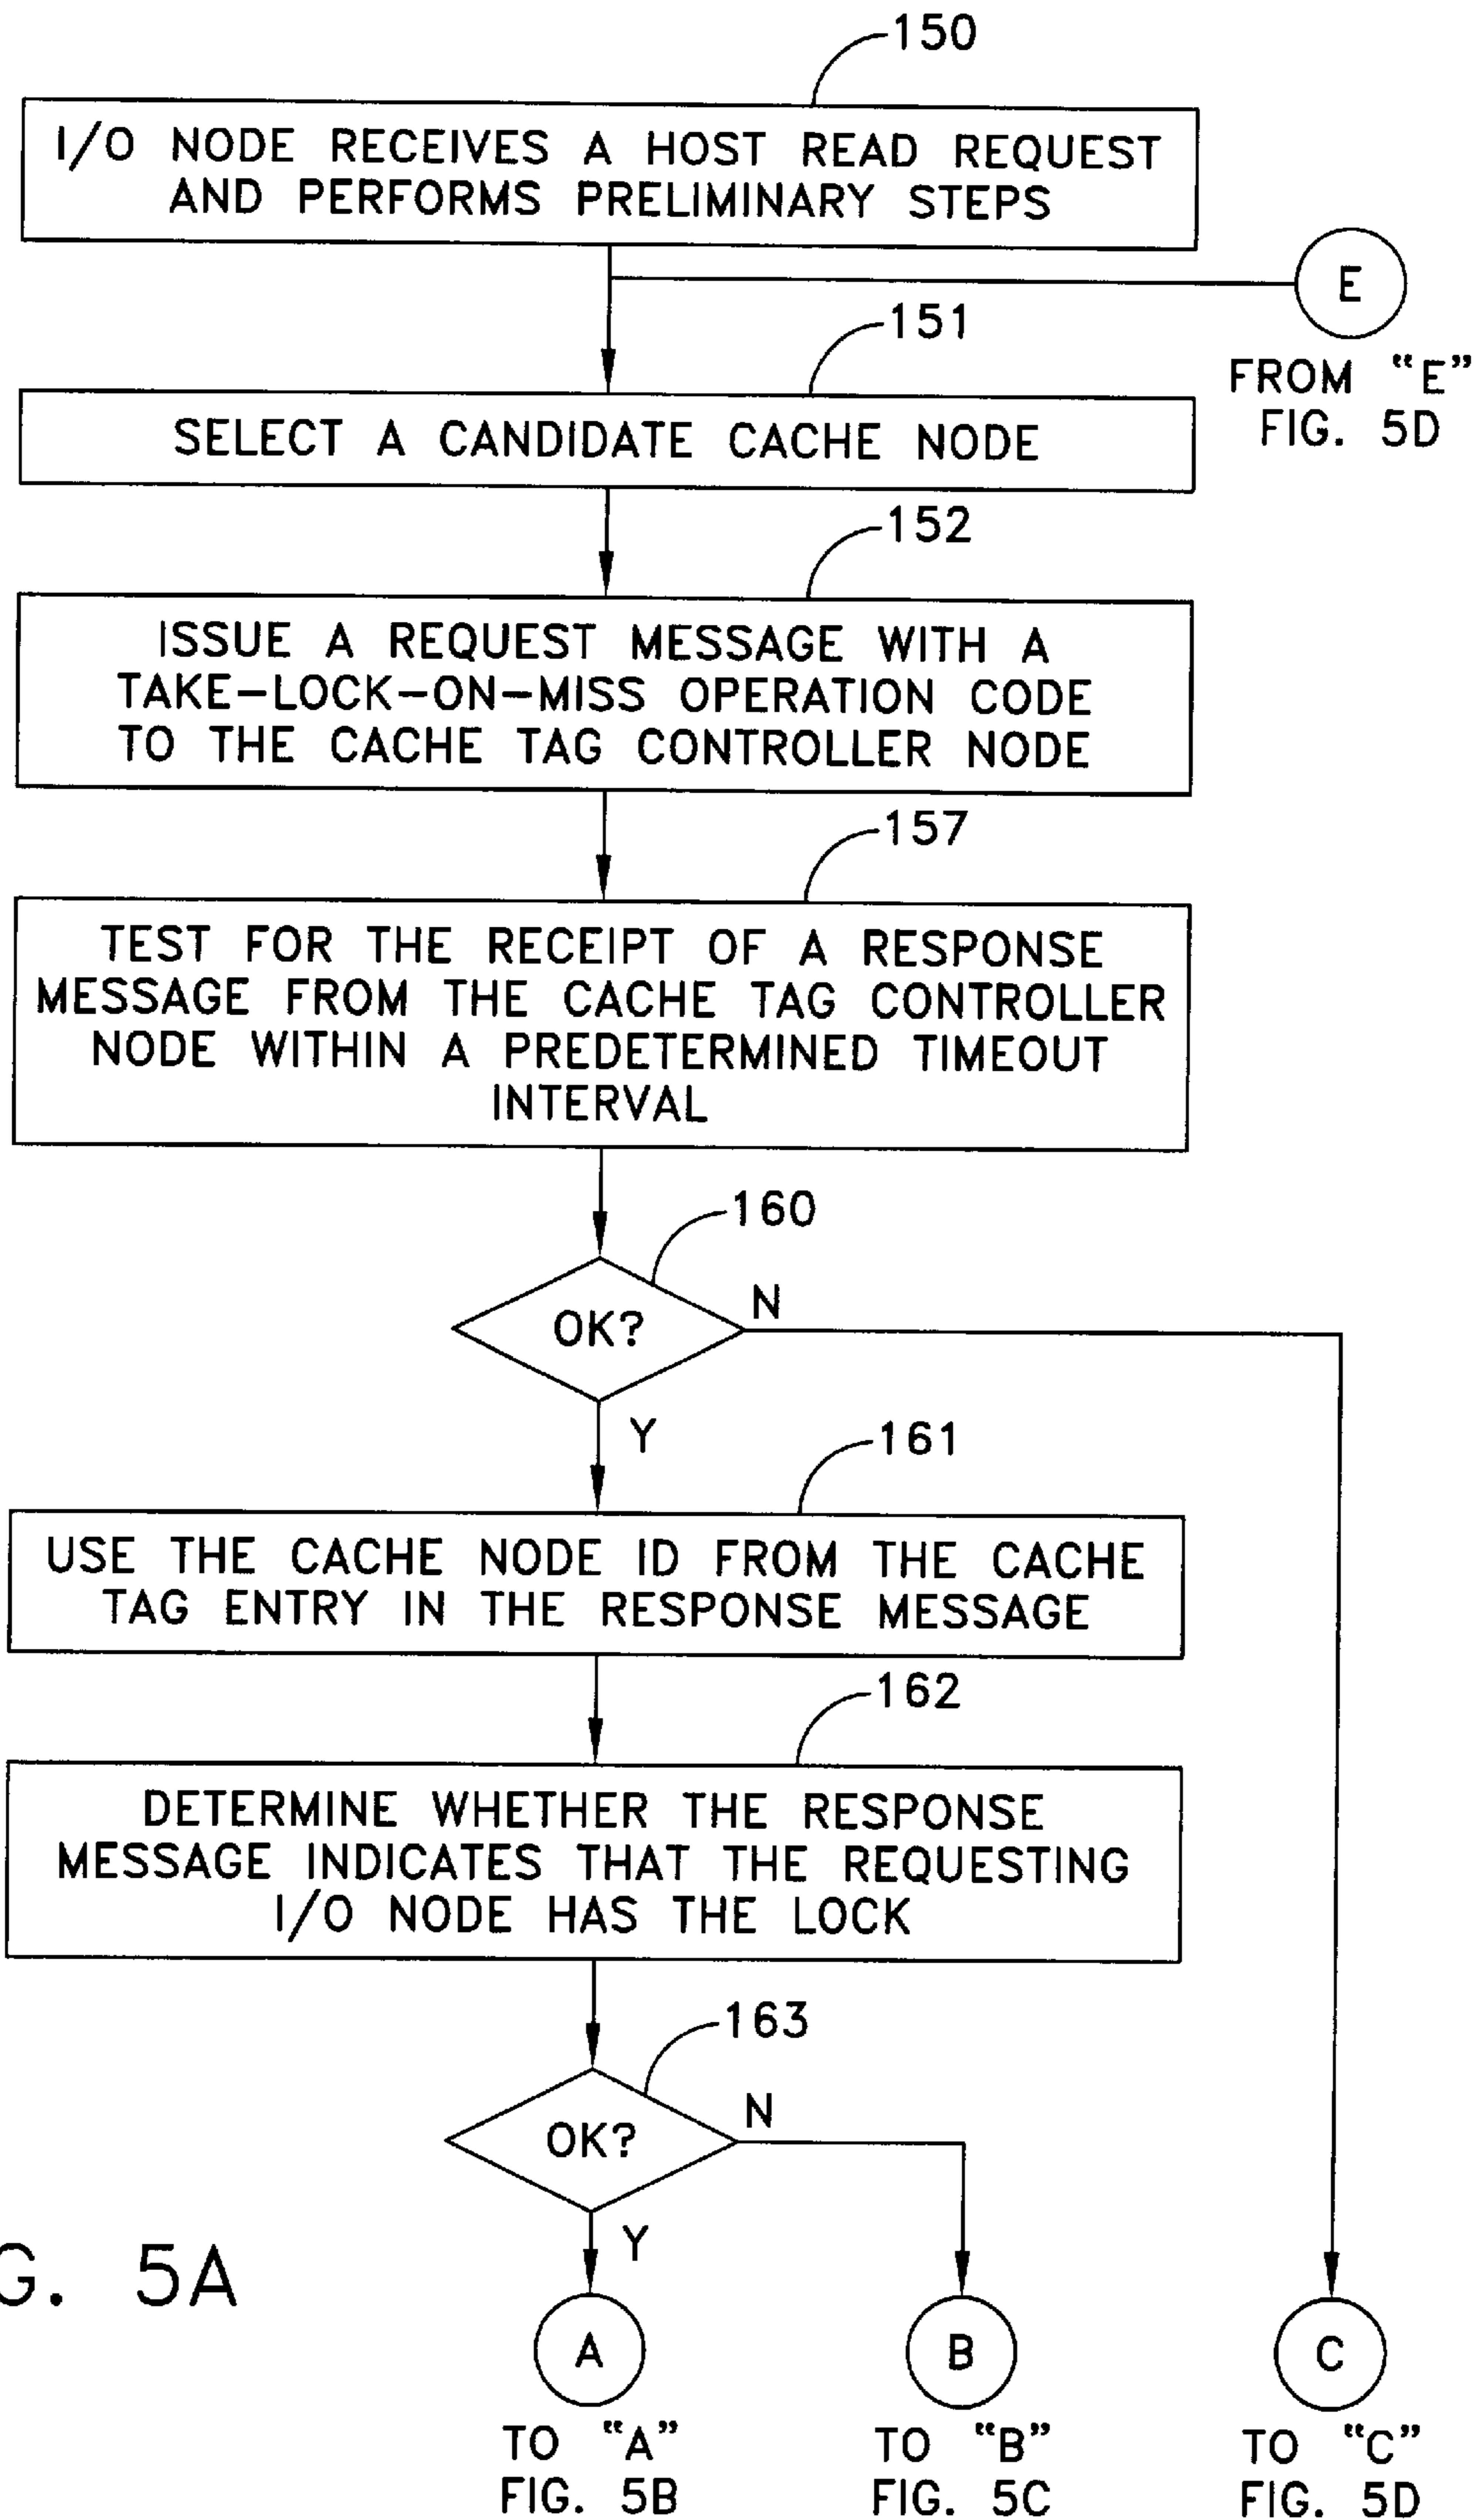 150
I/O NODE RECEIVES A HOST READ REQUEST
AND PERFORMS PRELIMINARY STEPS
E
FROM “E”
FIG. 5D
151
SELECT A CANDIDATE CACHE NODE
152
ISSUE A REQUEST MESSAGE WITH A
TAKE-LOCK-ON-MISS OPERATION CODE
TO THE CACHE TAG CONTROLLER NODE
157
TEST FOR THE RECEIPT OF A RESPONSE
MESSAGE FROM THE CACHE TAG CONTROLLER
NODE WITHIN A PREDETERMINED TIMEOUT
INTERVAL
160
OK?
N
Y
161
USE THE CACHE NODE ID FROM THE CACHE
TAG ENTRY IN THE RESPONSE MESSAGE
162
DETERMINE WHETHER THE RESPONSE
MESSAGE INDICATES THAT THE REQUESTING
I/O NODE HAS THE LOCK
163
OK?
N
Y
G. 5A
A
TO “A”
FIG. 5B
B
TO “B”
FIG. 5C
C
TO “C”
FIG. 5D